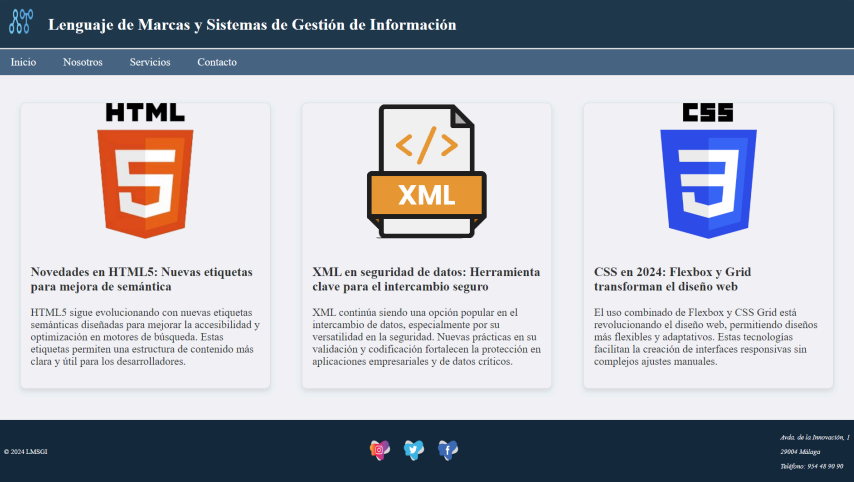 Lenguaje de Marcas y Sistemas de Gestión de Información
Inicio Nosotros Servicios Contacto
HTML
5
XML
CSS
3
Novedades en HTML5: Nuevas etiquetas
para mejora de semántica
HTML5 sigue evolucionando con nuevas etiquetas
semánticas diseñadas para mejorar la accesibilidad y
optimización en motores de búsqueda. Estas
etiquetas permiten una estructura de contenido más
clara y útil para los desarrolladores.
XML en seguridad de datos: Herramienta
clave para el intercambio seguro
XML continúa siendo una opción popular en el
intercambio de datos, especialmente por su
versatilidad en la seguridad. Nuevas prácticas en su
validación y codificación fortalecen la protección en
aplicaciones empresariales y de datos críticos.
CSS en 2024: Flexbox y Grid
transforman el diseño web
El uso combinado de Flexbox y CSS Grid está
revolucionando el diseño web, permitiendo diseños
más flexibles y adaptativos. Estas tecnologías
facilitan la creación de interfaces responsivas sin
complejos ajustes manuales.
© 2024 LMSGI
Avda. de la Innovación, 1
29004 Málaga
Teléfono: 954 48 90 90